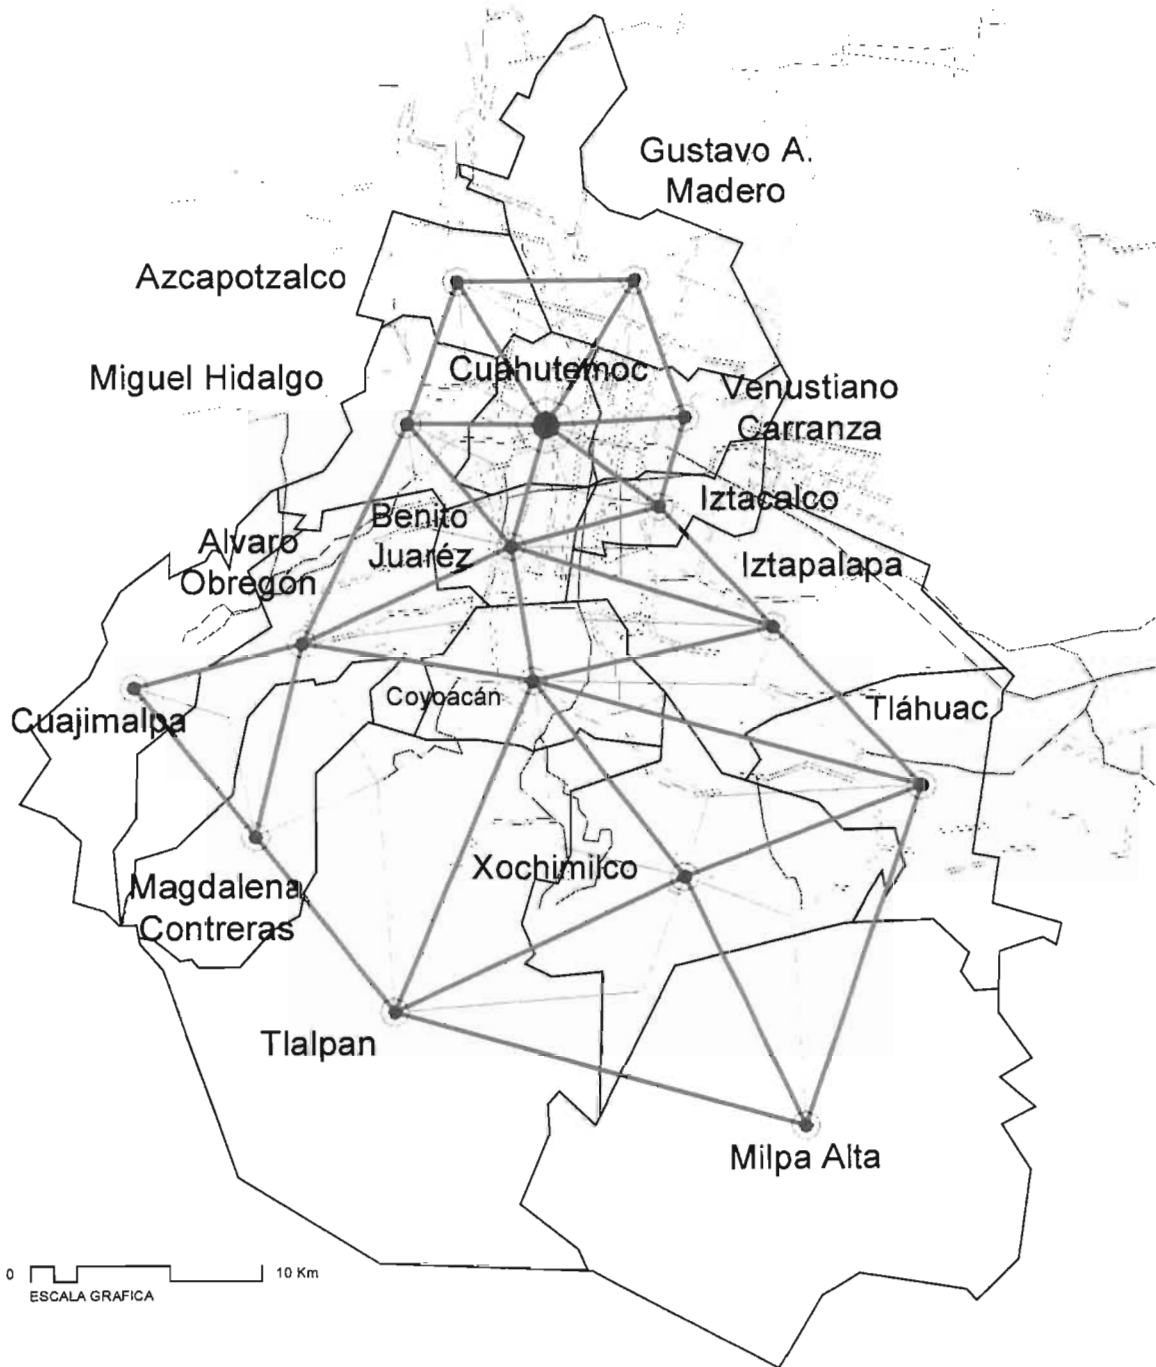 Gustavo A.
Madero
Azcapotzalco
Miguel Hidalgo
Cuahutemoc
Venustiano
Carranza
Iztacalco
Benito
Juaréz
Alvaro
Obregón
Iztapalapa
Coyoacán
Cuajimalpa
Tláhuac
Xochimilco
Magdalena
Contreras
Tlalpan
Milpa Alta
0 10 Km
ESCALA GRAFICA